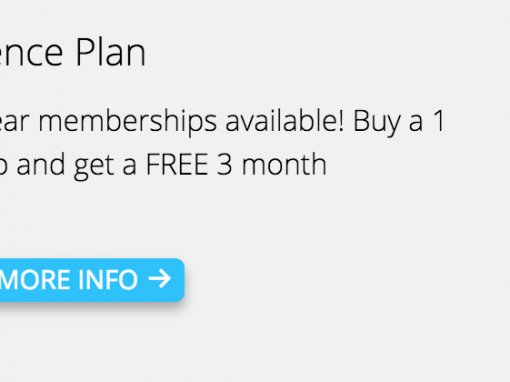 ence Plan
ear memberships available! Buy a 1
p and get a FREE 3 month
MORE INFO →